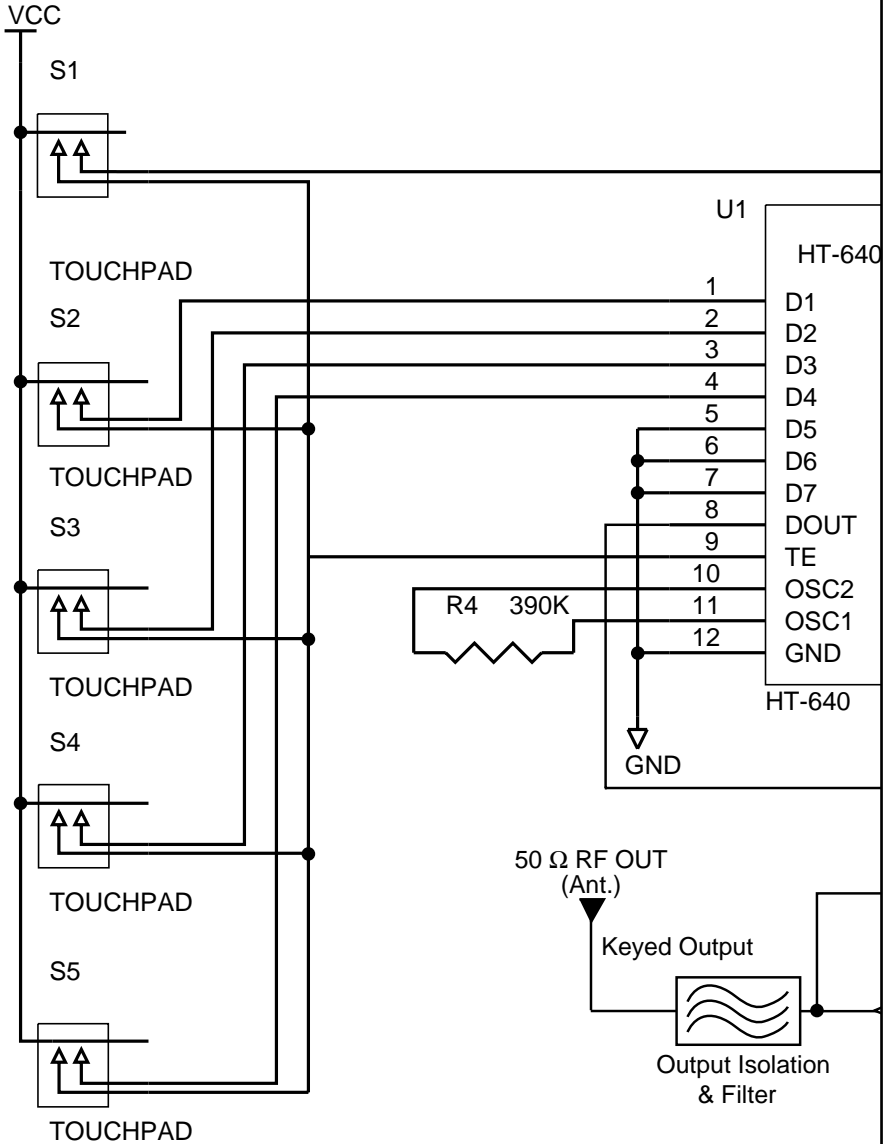 VCC
S1
TOUCHPAD
S2
TOUCHPAD
S3
TOUCHPAD
S4
TOUCHPAD
S5
TOUCHPAD
U1
HT-640
1 D1
2 D2
3 D3
4 D4
5 D5
6 D6
7 D7
8 DOUT
9 TE
10 OSC2
11 OSC1
12 GND
HT-640
R4 390K
GND
50 Ω RF OUT
(Ant.)
Keyed Output
Output Isolation
& Filter